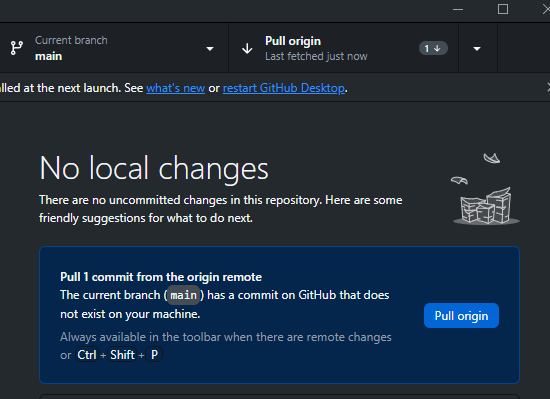 Current branch
main
Pull origin
Last fetched just now
1
at the next launch. See what's new or restart GitHub Desktop.
No local changes
There are no uncommitted changes in this repository. Here are some
friendly suggestions for what to do next.
Pull 1 commit from the origin remote
The current branch (main) has a commit on GitHub that does
not exist on your machine.
Pull origin
Always available in the toolbar when there are remote changes
or Ctrl + Shift + P